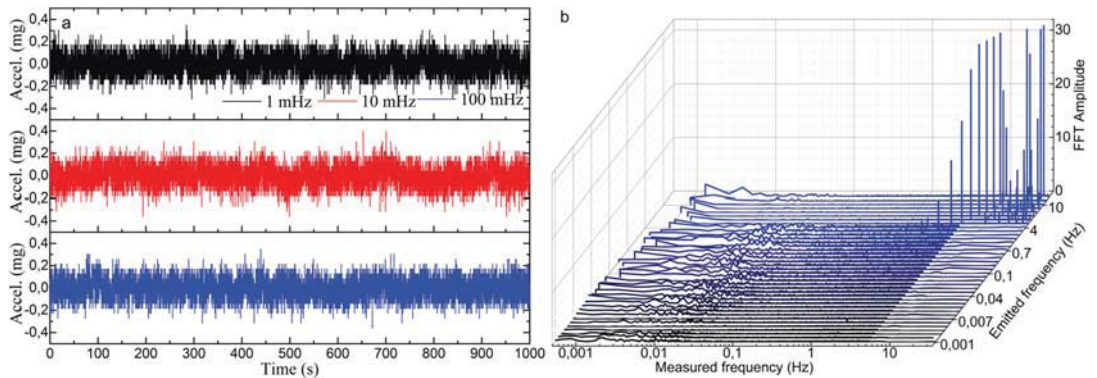 a
Accel. (mg)
0,4
0,2
0,0
-0,2
-0,4
1 mHz 10 mHz 100 mHz
Accel. (mg)
0,4
0,2
0,0
-0,2
-0,4
Accel. (mg)
0,4
0,2
0,0
-0,2
-0,4
0 100 200 300 400 500 600 700 800 900 1000
Time (s)
b
30
20
10
0
FFT Amplitude
10
4
0,7
0,1
0,04
0,007
0,001
Emitted frequency (Hz)
0,001 0,01 0,1 1 10
Measured frequency (Hz)